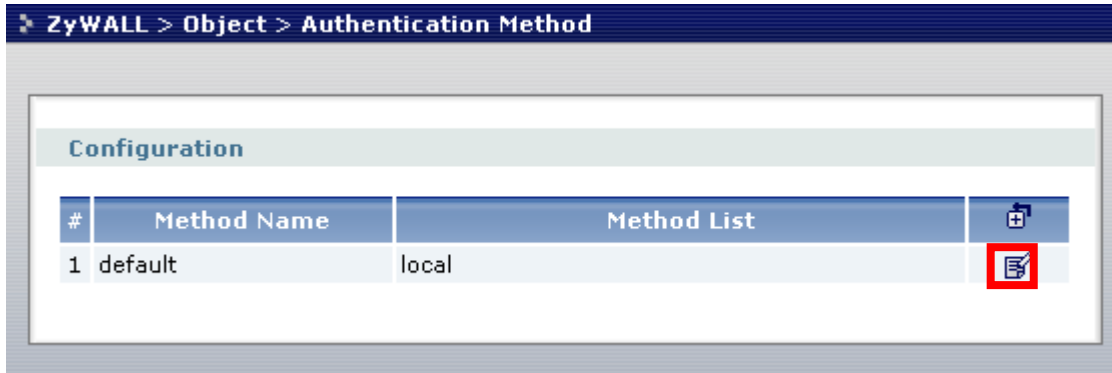 ZyWALL > Object > Authentication Method
Configuration
# Method Name Method List
1 default local